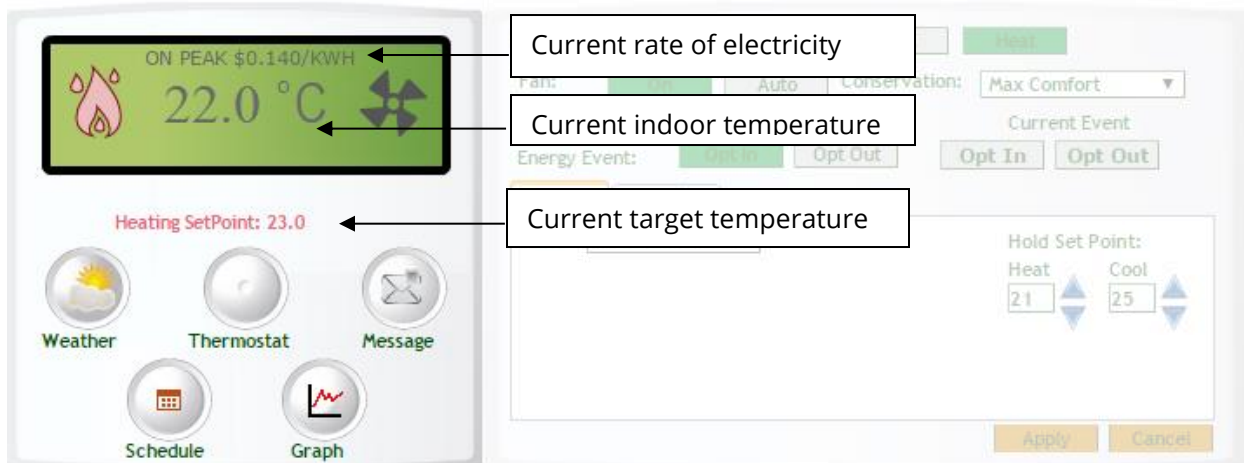 ON PEAK $0.140/KWH
22.0 °C
Heating SetPoint: 23.0
Weather
Thermostat
Message
Schedule
Graph
Current rate of electricity
Heat
Fan:
On
Auto
Conservation:
Max Comfort
Current indoor temperature
Current Event
Energy Event:
Opt In
Opt Out
Opt In
Opt Out
Current target temperature
Hold Set Point:
Heat
Cool
21
25
Apply
Cancel